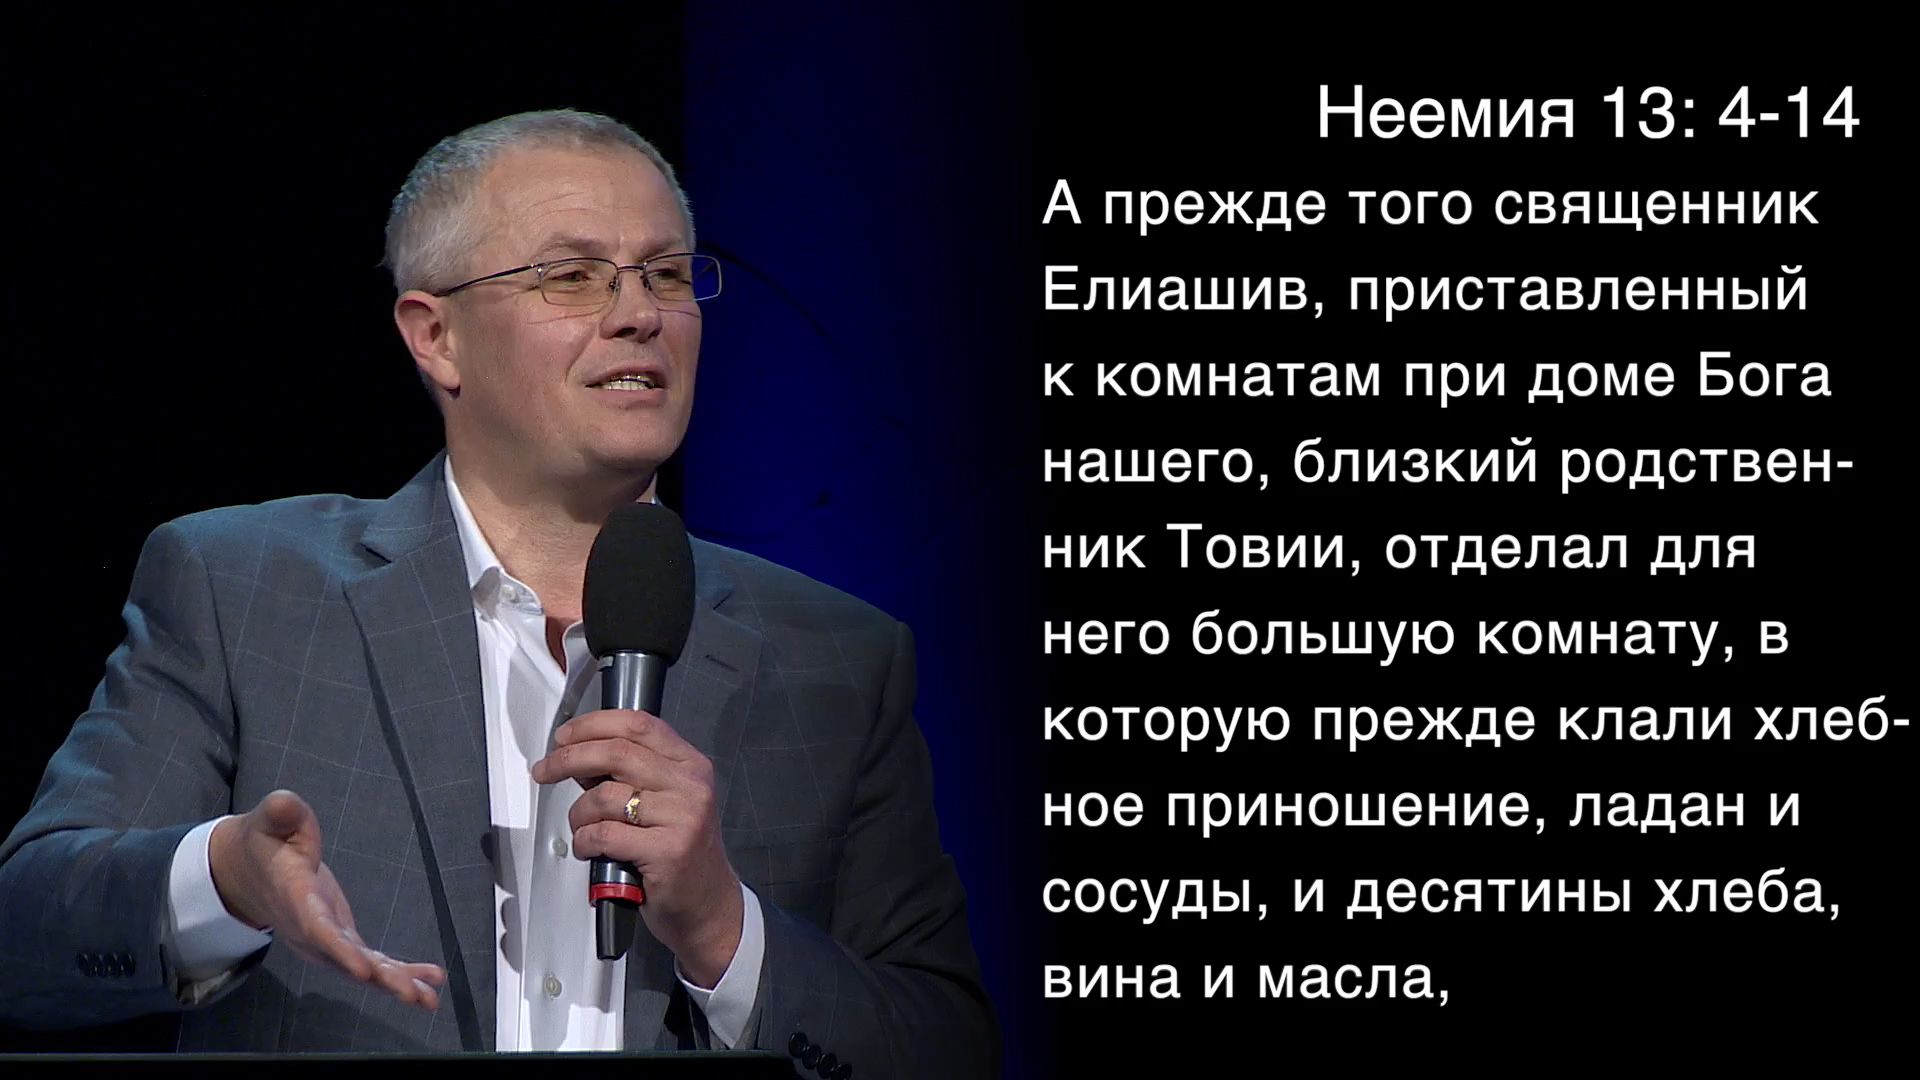 Неемия 13: 4-14
А прежде того священник
Елиашив, приставленный
к комнатам при доме Бога
нашего, близкий родствен-
ник Товии, отделал для
него большую комнату, в
которую прежде клали хлеб-
ное приношение, ладан и
сосуды, и десятины хлеба,
вина и масла,